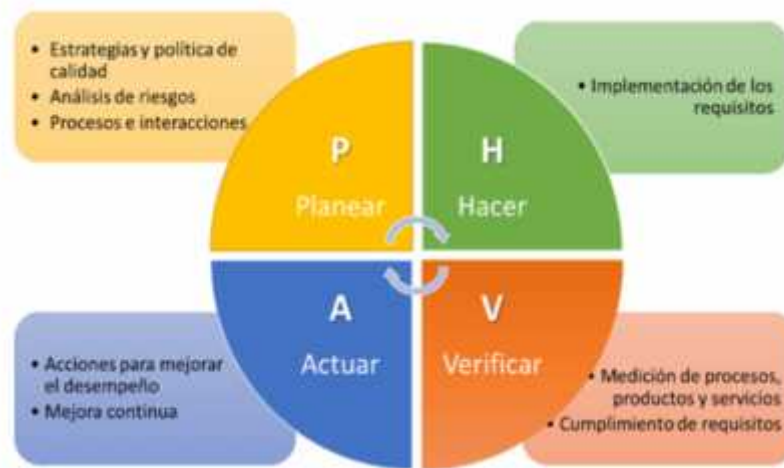 • Estrategias y política de
calidad
• Análisis de riesgos
• Procesos e interacciones
P
Planear
H
Hacer
• Implementación de los
requisitos
A
Actuar
• Acciones para mejorar
el desempeño
• Mejora continua
V
Verificar
• Medición de procesos,
productos y servicios
• Cumplimiento de requisitos